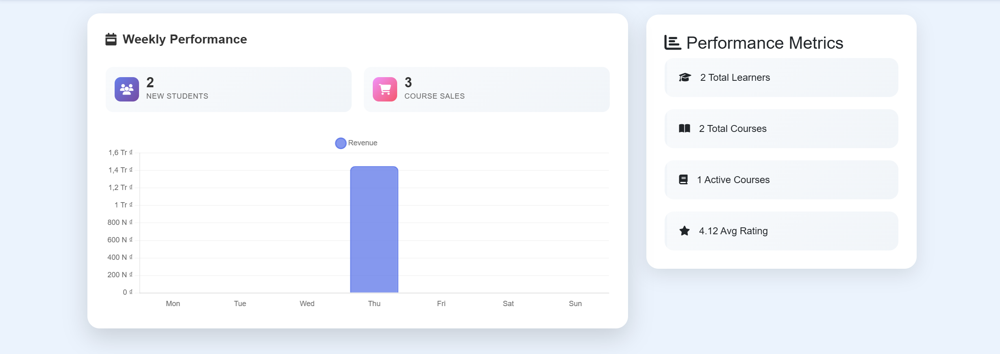 Weekly Performance
2
NEW STUDENTS
3
COURSE SALES
Revenue
1,6 Tr ₫
1,4 Tr ₫
1,2 Tr ₫
1 Tr ₫
800 N ₫
600 N ₫
400 N ₫
200 N ₫
0 ₫
Mon Tue Wed Thu Fri Sat Sun
Performance Metrics
2 Total Learners
2 Total Courses
1 Active Courses
4.12 Avg Rating